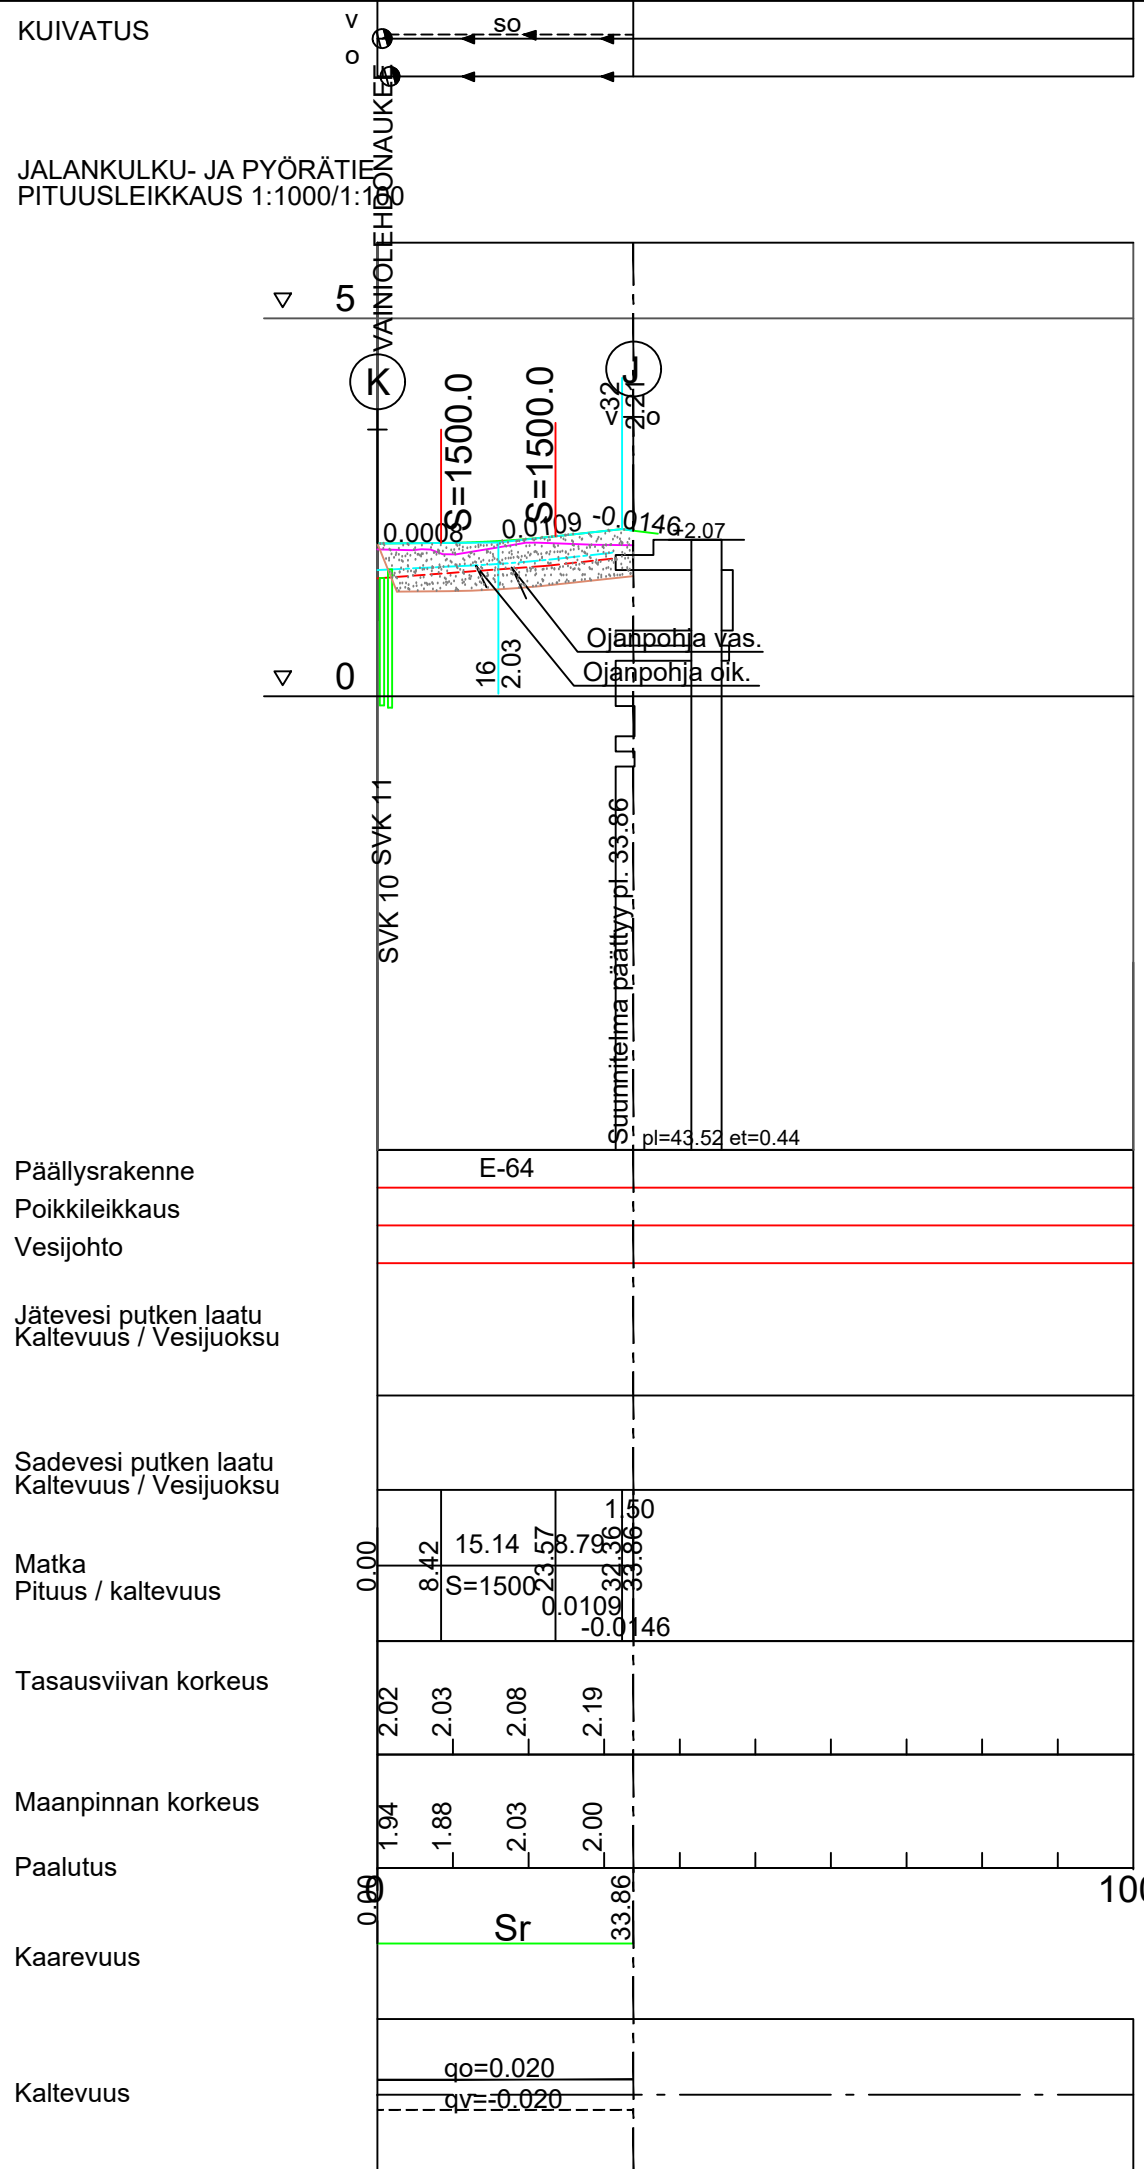 KUIVATUS
v
so
o
VAINIOLEHDONAUKEE
JALANKULKU- JA PYÖRÄTIE
PITUUSLEIKKAUS 1:1000/1:100
5
K
J
S=1500.0
S=1500.0
32
2.21
v o
0.0008
0.0109
-0.0146
+2.07
Ojanpohja vas.
Ojanpohja oik.
16
2.03
0
SVK 10 SVK 11
Suunnitelma päättyy pl. 33.86
pl=43.52 et=0.44
Päällysrakenne
E-64
Poikkileikkaus
Vesijohto
Jätevesi putken laatu
Kaltevuus / Vesijuoksu
Sadevesi putken laatu
Kaltevuus / Vesijuoksu
Matka
Pituus / kaltevuus
0.00
8.42
15.14
S=1500
23.57
8.79
0.0109
32.36
1.50
33.86
-0.0146
Tasausviivan korkeus
2.02
2.03
2.08
2.19
Maanpinnan korkeus
1.94
1.88
2.03
2.00
Paalutus
0
0.00
33.86
Sr
Kaarevuus
Kaltevuus
qo=0.020
qv=-0.020